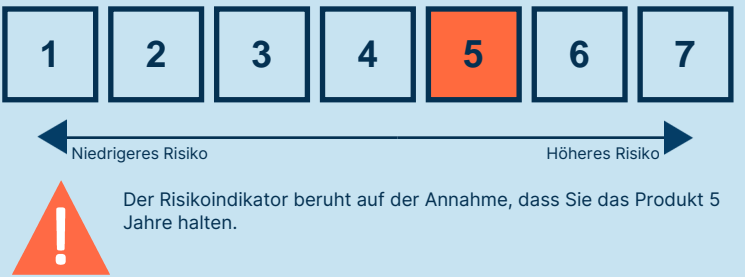 1 2 3 4 5 6 7
Niedrigeres Risiko Höheres Risiko
!
Der Risikoindikator beruht auf der Annahme, dass Sie das Produkt 5
Jahre halten.